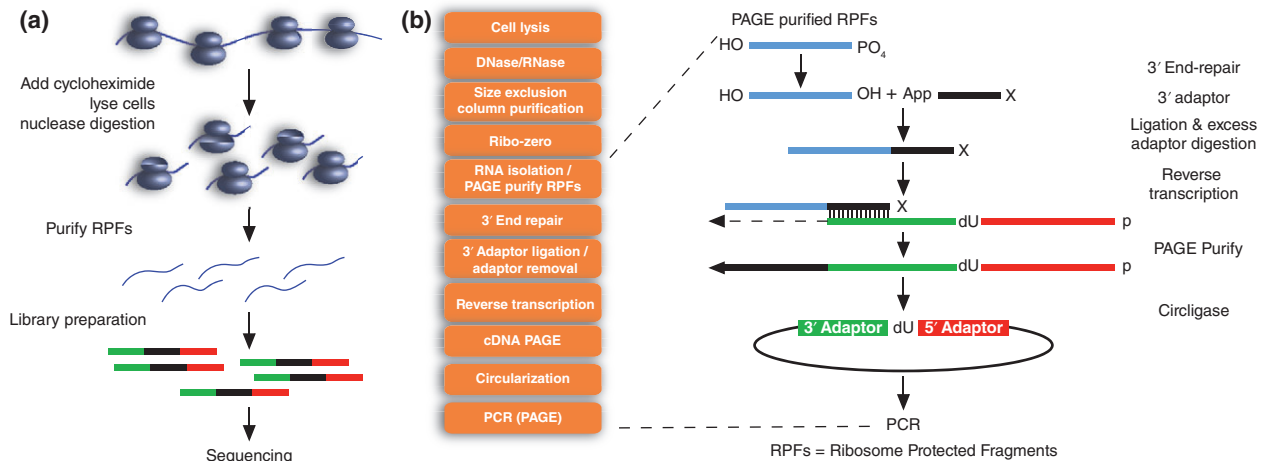 (a)
Add cycloheximide
lyse cells
nuclease digestion
Purify RPFs
Library preparation
Sequencing
(b)
Cell lysis
DNase/RNase
Size exclusion
column purification
Ribo-zero
RNA isolation /
PAGE purify RPFs
3′ End repair
3′ Adaptor ligation /
adaptor removal
Reverse transcription
cDNA PAGE
Circularization
PCR (PAGE)
PAGE purified RPFs
HO PO4
HO OH + App X
X
X
dU p
dU p
3′ Adaptor dU 5′ Adaptor
PCR
RPFs = Ribosome Protected Fragments
3′ End-repair
3′ adaptor
Ligation & excess
adaptor digestion
Reverse
transcription
PAGE Purify
Circligase